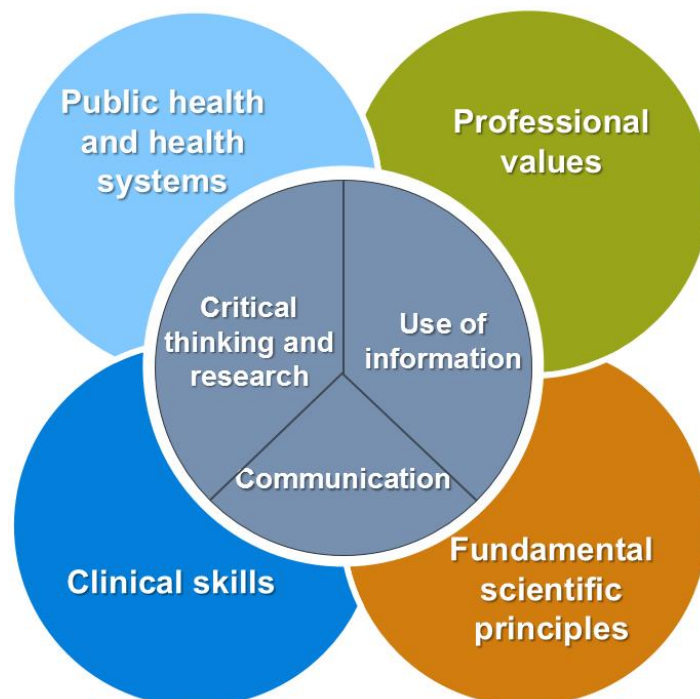 Public health
and health
systems
Professional
values
Critical
thinking and
research
Use of
information
Communication
Clinical skills
Fundamental
scientific
principles